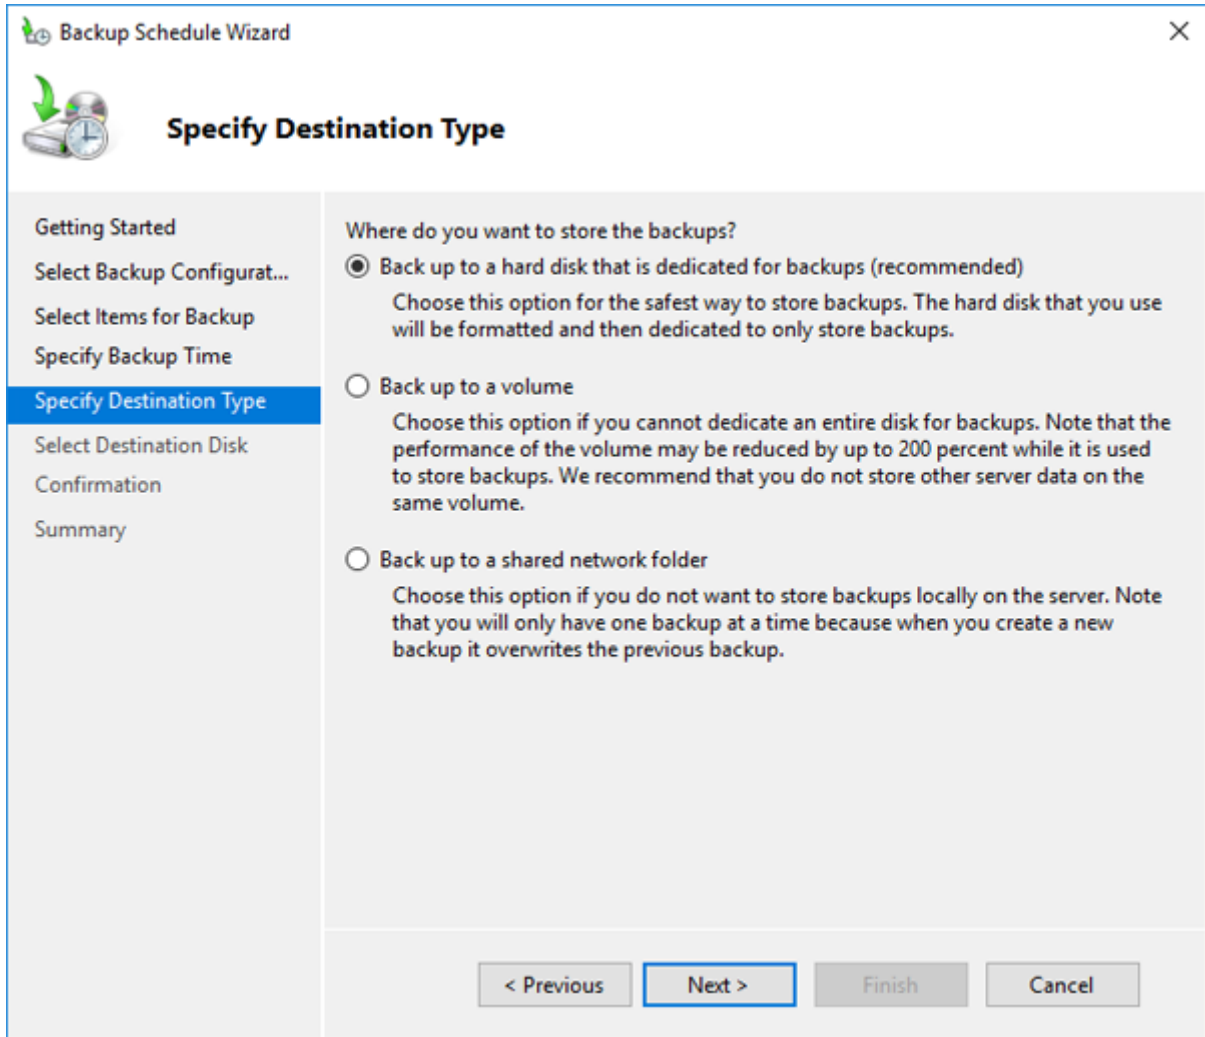 Backup Schedule Wizard
Specify Destination Type
Getting Started
Select Backup Configurat...
Select Items for Backup
Specify Backup Time
Specify Destination Type
Select Destination Disk
Confirmation
Summary
Where do you want to store the backups?
Back up to a hard disk that is dedicated for backups (recommended)
Choose this option for the safest way to store backups. The hard disk that you use
will be formatted and then dedicated to only store backups.
Back up to a volume
Choose this option if you cannot dedicate an entire disk for backups. Note that the
performance of the volume may be reduced by up to 200 percent while it is used
to store backups. We recommend that you do not store other server data on the
same volume.
Back up to a shared network folder
Choose this option if you do not want to store backups locally on the server. Note
that you will only have one backup at a time because when you create a new
backup it overwrites the previous backup.
< Previous
Next >
Finish
Cancel